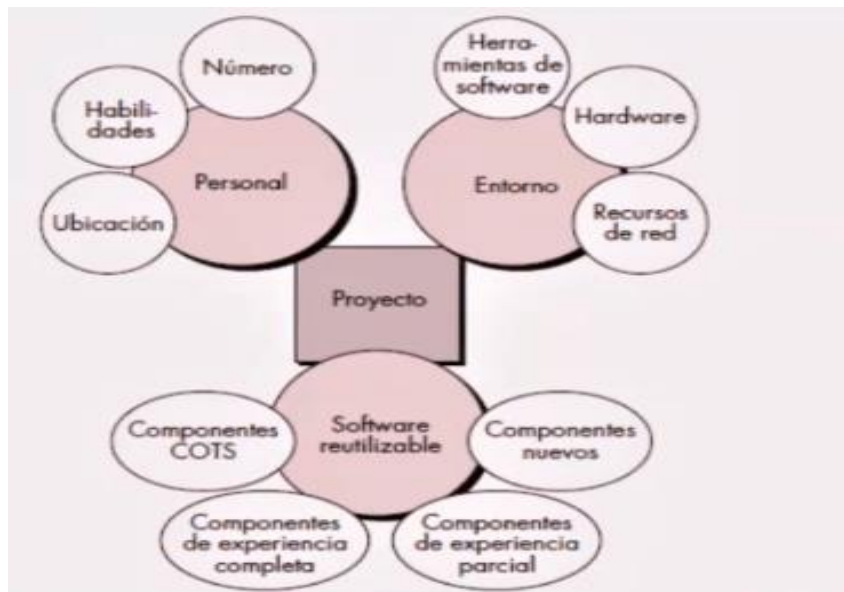 Número
Habili-
dades
Ubicación
Personal
Herra-
mientas de
software
Hardware
Recursos
de red
Entorno
Proyecto
Software
reutilizable
Componentes
COTS
Componentes
nuevos
Componentes
de experiencia
completa
Componentes
de experiencia
parcial